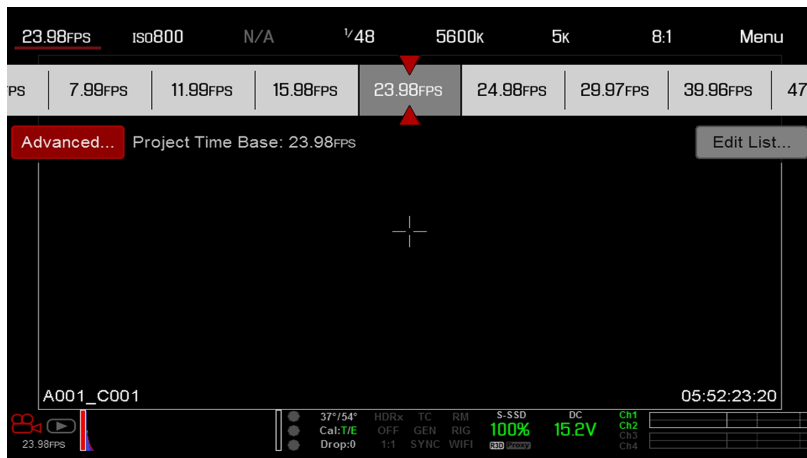 23.98FPS ISO800 N/A 1/48 5600K 5K 8:1 Menu
PS 7.99FPS 11.99FPS 15.98FPS 23.98FPS 24.98FPS 29.97FPS 39.96FPS 47
Advanced... Project Time Base: 23.98FPS Edit List...
A001_C001 05:52:23:20
37°/54° HDRx TC RM S-SSD DC Ch1
Cal:T/E OFF GEN RIG 100% 15.2V Ch2
Ch3
23.98FPS Drop:0 1:1 SYNC WIFI R3D Proxy Ch4